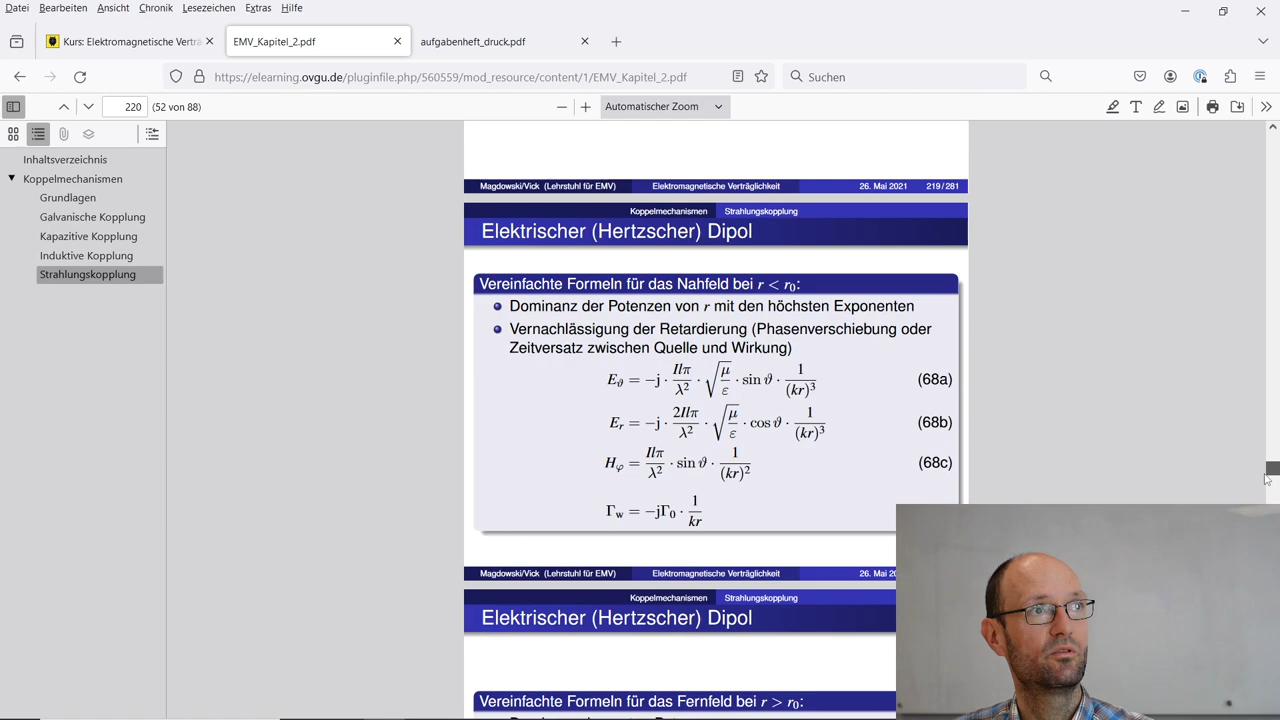 Datei Bearbeiten Ansicht Chronik Lesezeichen Extras Hilfe
Kurs: Elektromagnetische Verträ
EMV_Kapitel_2.pdf
aufgabenheft_druck.pdf
https://elearning.ovgu.de/pluginfile.php/560559/mod_resource/content/1/EMV_Kapitel_2.pdf
Suchen
220 (52 von 88)
Automatischer Zoom
Inhaltsverzeichnis
Koppelmechanismen
Grundlagen
Galvanische Kopplung
Kapazitive Kopplung
Induktive Kopplung
Strahlungskopplung
Magdowski/Vick (Lehrstuhl für EMV) Elektromagnetische Verträglichkeit 26. Mai 2021 219 / 281
Koppelmechanismen Strahlungskopplung
Elektrischer (Hertzscher) Dipol
Vereinfachte Formeln für das Nahfeld bei r < r₀:
Dominanz der Potenzen von r mit den höchsten Exponenten
Vernachlässigung der Retardierung (Phasenverschiebung oder
Zeitversatz zwischen Quelle und Wirkung)
E_ϑ = −j · Ilπ/λ² · √(μ/ε) · sin ϑ · 1/(kr)³ (68a)
E_r = −j · 2Ilπ/λ² · √(μ/ε) · cos ϑ · 1/(kr)³ (68b)
H_φ = Ilπ/λ² · sin ϑ · 1/(kr)² (68c)
Γ_w = −jΓ₀ · 1/kr
Magdowski/Vick (Lehrstuhl für EMV) Elektromagnetische Verträglichkeit 26. Mai 20
Koppelmechanismen Strahlungskopplung
Elektrischer (Hertzscher) Dipol
Vereinfachte Formeln für das Fernfeld bei r > r₀: